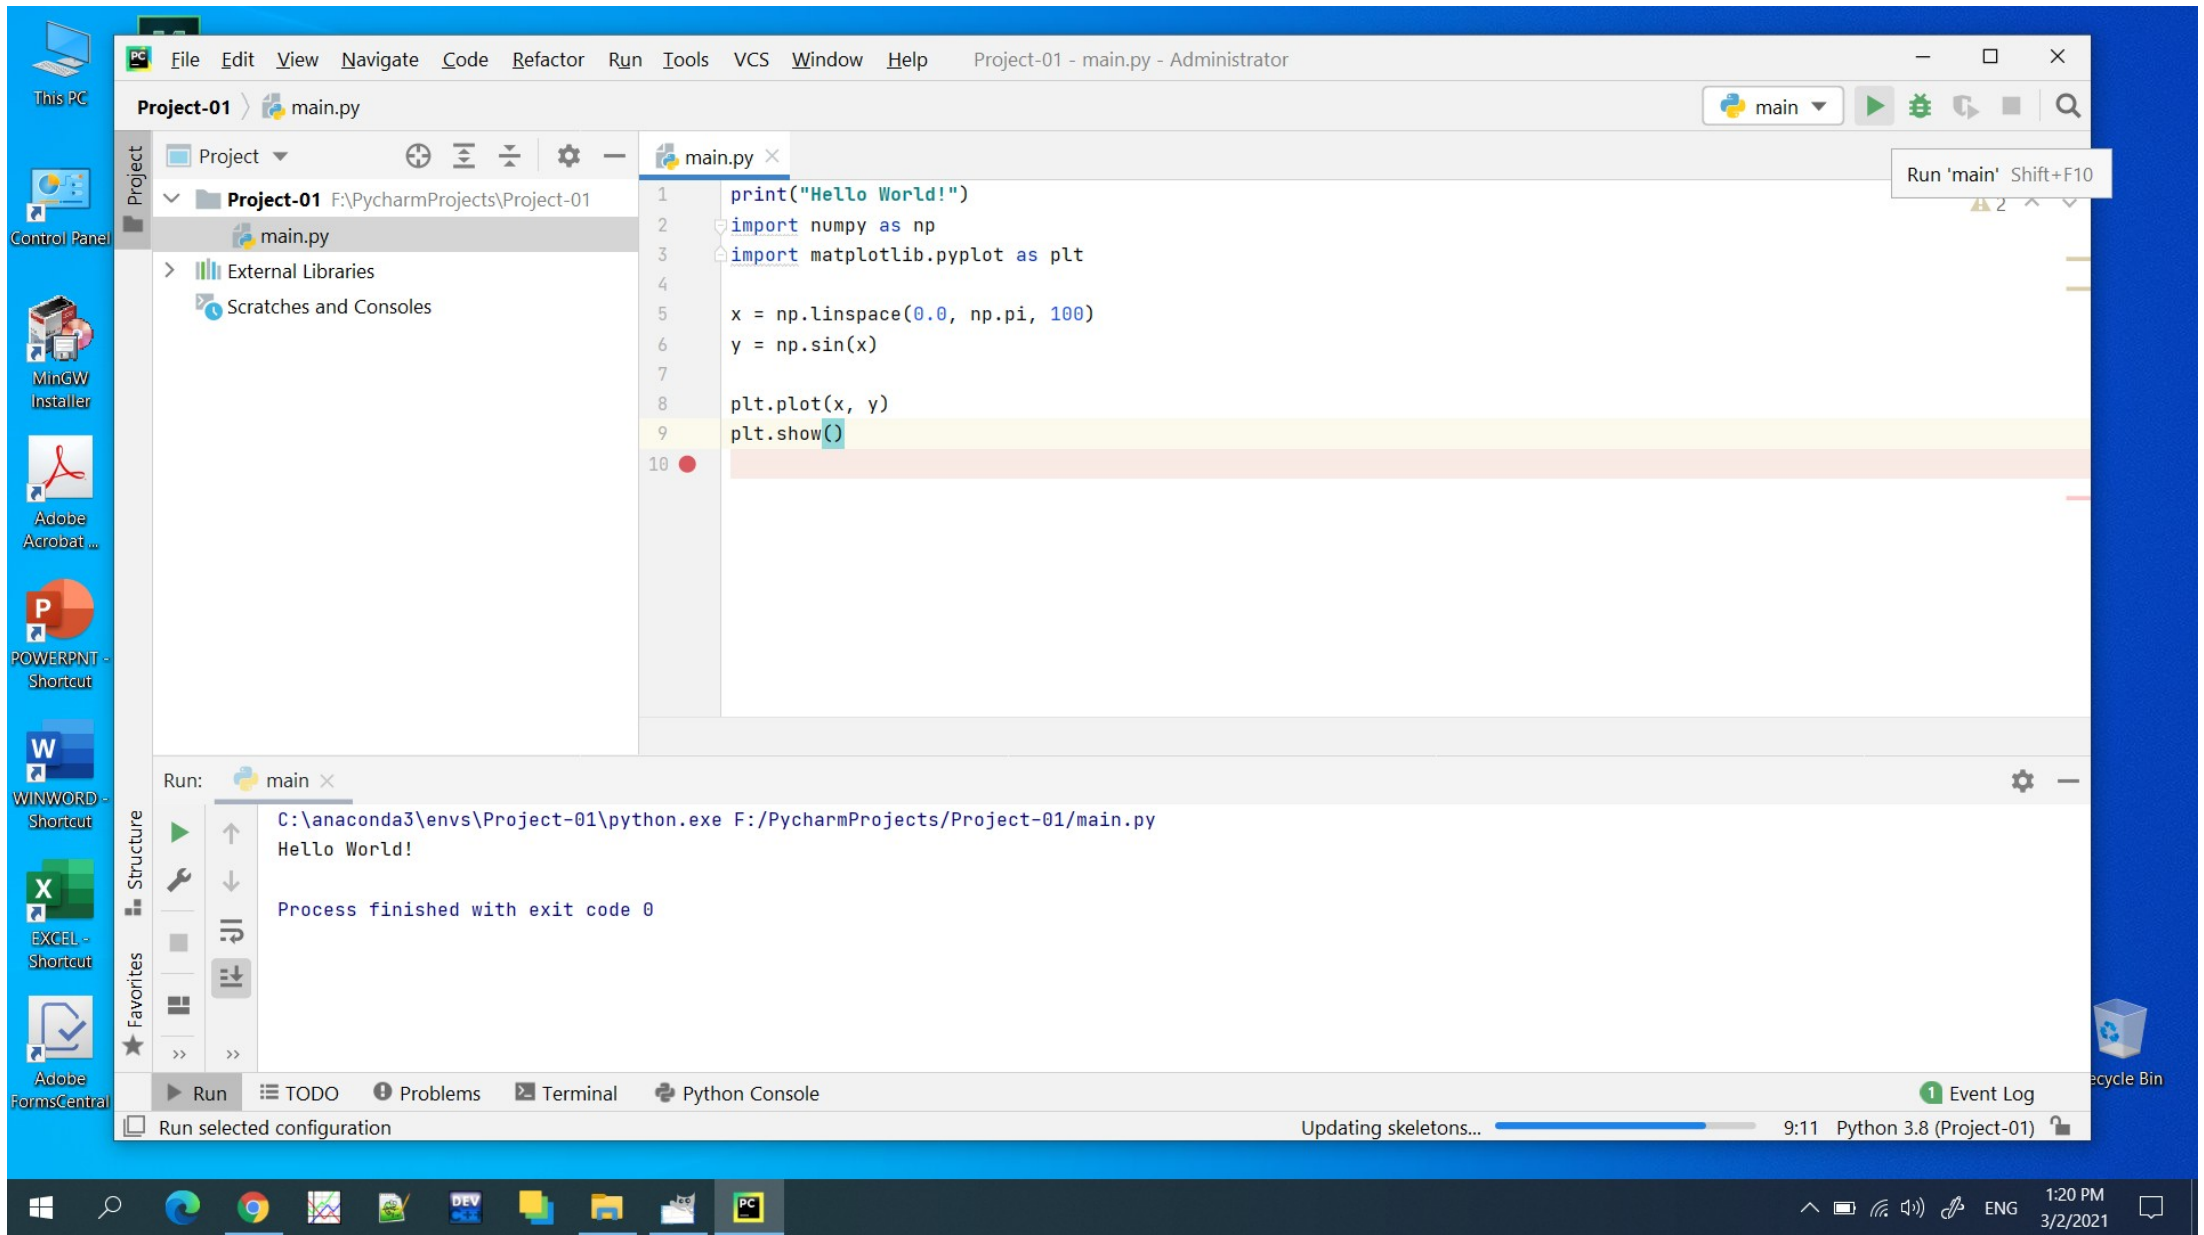 This PC
Control Panel
MinGW
Installer
Adobe
Acrobat ...
POWERPNT -
Shortcut
WINWORD -
Shortcut
EXCEL -
Shortcut
Adobe
FormsCentral
File Edit View Navigate Code Refactor Run Tools VCS Window Help Project-01 - main.py - Administrator
Project-01 main.py
main
Project
Project
main.py
Run 'main' Shift+F10
2
Project-01 F:\PycharmProjects\Project-01
main.py
External Libraries
Scratches and Consoles
1 print("Hello World!")
2 import numpy as np
3 import matplotlib.pyplot as plt
4
5 x = np.linspace(0.0, np.pi, 100)
6 y = np.sin(x)
7
8 plt.plot(x, y)
9 plt.show()
10
Run: main
C:\anaconda3\envs\Project-01\python.exe F:/PycharmProjects/Project-01/main.py
Hello World!
Process finished with exit code 0
Structure
Favorites
Run TODO Problems Terminal Python Console
1 Event Log
Run selected configuration
Updating skeletons... 9:11 Python 3.8 (Project-01)
ecycle Bin
DEV
C++
PC
ENG
1:20 PM
3/2/2021